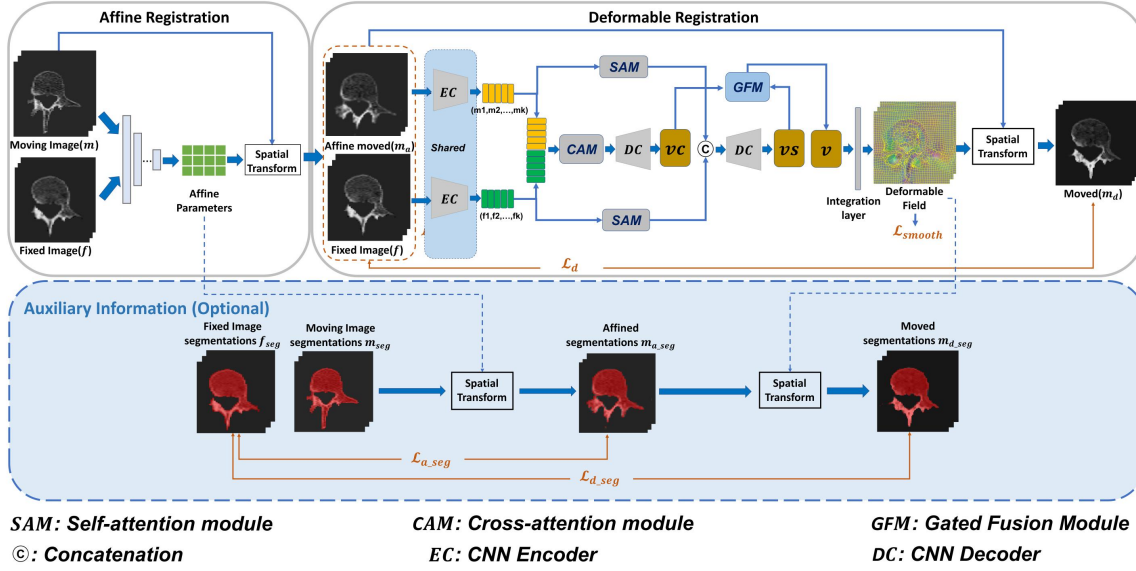 Affine Registration
Deformable Registration
Moving Image(m)
Fixed Image(f)
...
Affine Parameters
Spatial Transform
Affine moved(m_a)
Fixed Image(f)
EC
Shared
EC
(m1,m2,...,mk)
(f1,f2,...,fk)
SAM
CAM
SAM
DC
VC
C
GFM
DC
VS
V
Integration layer
Deformable Field
ℒ_smooth
Spatial Transform
Moved(m_d)
ℒ_d
Auxiliary Information (Optional)
Fixed Image
segmentations f_seg
Moving Image
segmentations m_seg
Spatial
Transform
Affined
segmentations m_a_seg
Spatial
Transform
Moved
segmentations m_d_seg
ℒ_a_seg
ℒ_d_seg
SAM: Self-attention module
CAM: Cross-attention module
GFM: Gated Fusion Module
©: Concatenation
EC: CNN Encoder
DC: CNN Decoder